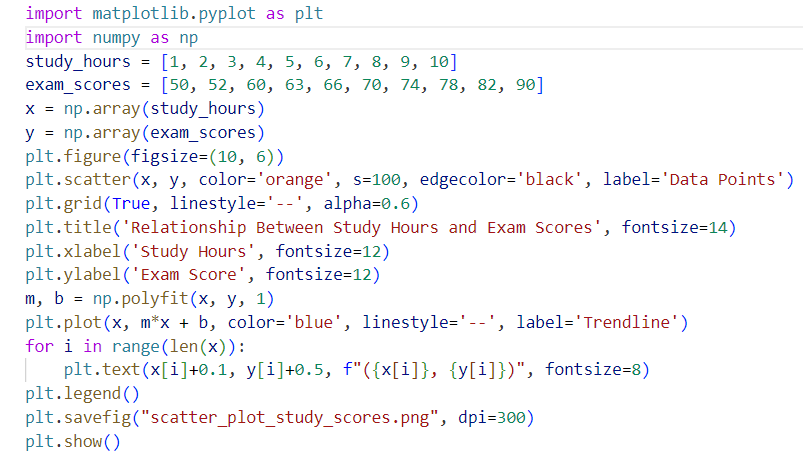 import matplotlib.pyplot as plt
import numpy as np
study_hours = [1, 2, 3, 4, 5, 6, 7, 8, 9, 10]
exam_scores = [50, 52, 60, 63, 66, 70, 74, 78, 82, 90]
x = np.array(study_hours)
y = np.array(exam_scores)
plt.figure(figsize=(10, 6))
plt.scatter(x, y, color='orange', s=100, edgecolor='black', label='Data Points')
plt.grid(True, linestyle='--', alpha=0.6)
plt.title('Relationship Between Study Hours and Exam Scores', fontsize=14)
plt.xlabel('Study Hours', fontsize=12)
plt.ylabel('Exam Score', fontsize=12)
m, b = np.polyfit(x, y, 1)
plt.plot(x, m*x + b, color='blue', linestyle='--', label='Trendline')
for i in range(len(x)):
    plt.text(x[i]+0.1, y[i]+0.5, f"({x[i]}, {y[i]})", fontsize=8)
plt.legend()
plt.savefig("scatter_plot_study_scores.png", dpi=300)
plt.show()